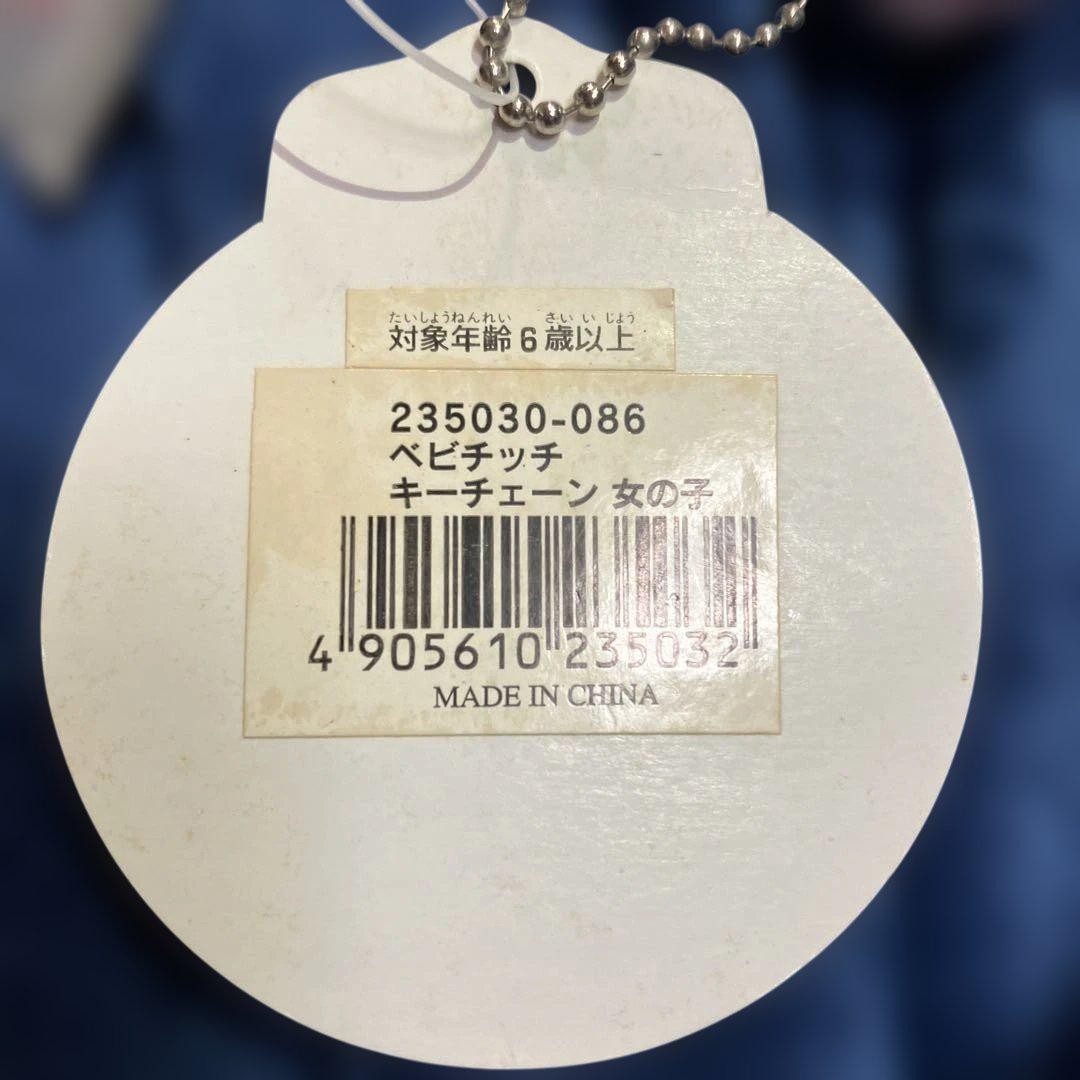 たいしょうねんれい さい い じょう
対象年齢6歳以上
235030-086
ベビチッチ
キーチェーン 女の子
4 905610 235032
MADE IN CHINA